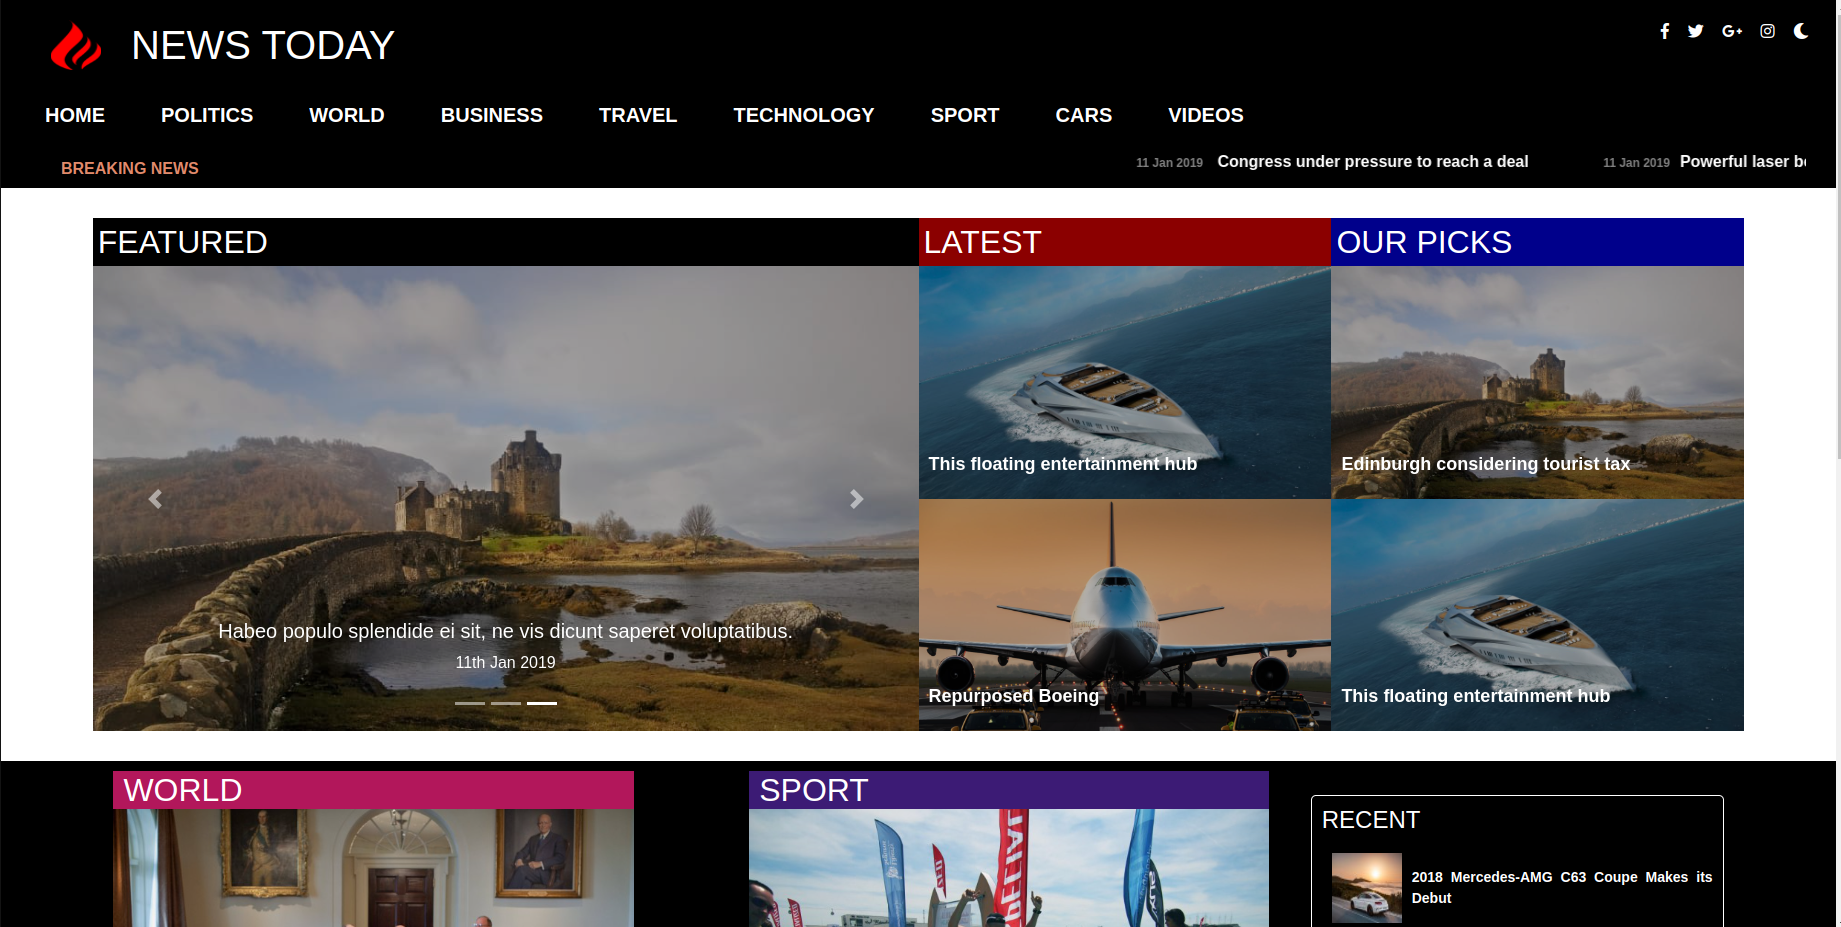 NEWS TODAY
HOME POLITICS WORLD BUSINESS TRAVEL TECHNOLOGY SPORT CARS VIDEOS
BREAKING NEWS
11 Jan 2019 Congress under pressure to reach a deal 11 Jan 2019 Powerful laser
FEATURED
Habeo populo splendide ei sit, ne vis dicunt saperet voluptatibus.
11th Jan 2019
LATEST
This floating entertainment hub
Repurposed Boeing
OUR PICKS
Edinburgh considering tourist tax
This floating entertainment hub
WORLD
SPORT
RECENT
2018 Mercedes-AMG C63 Coupe Makes its
Debut